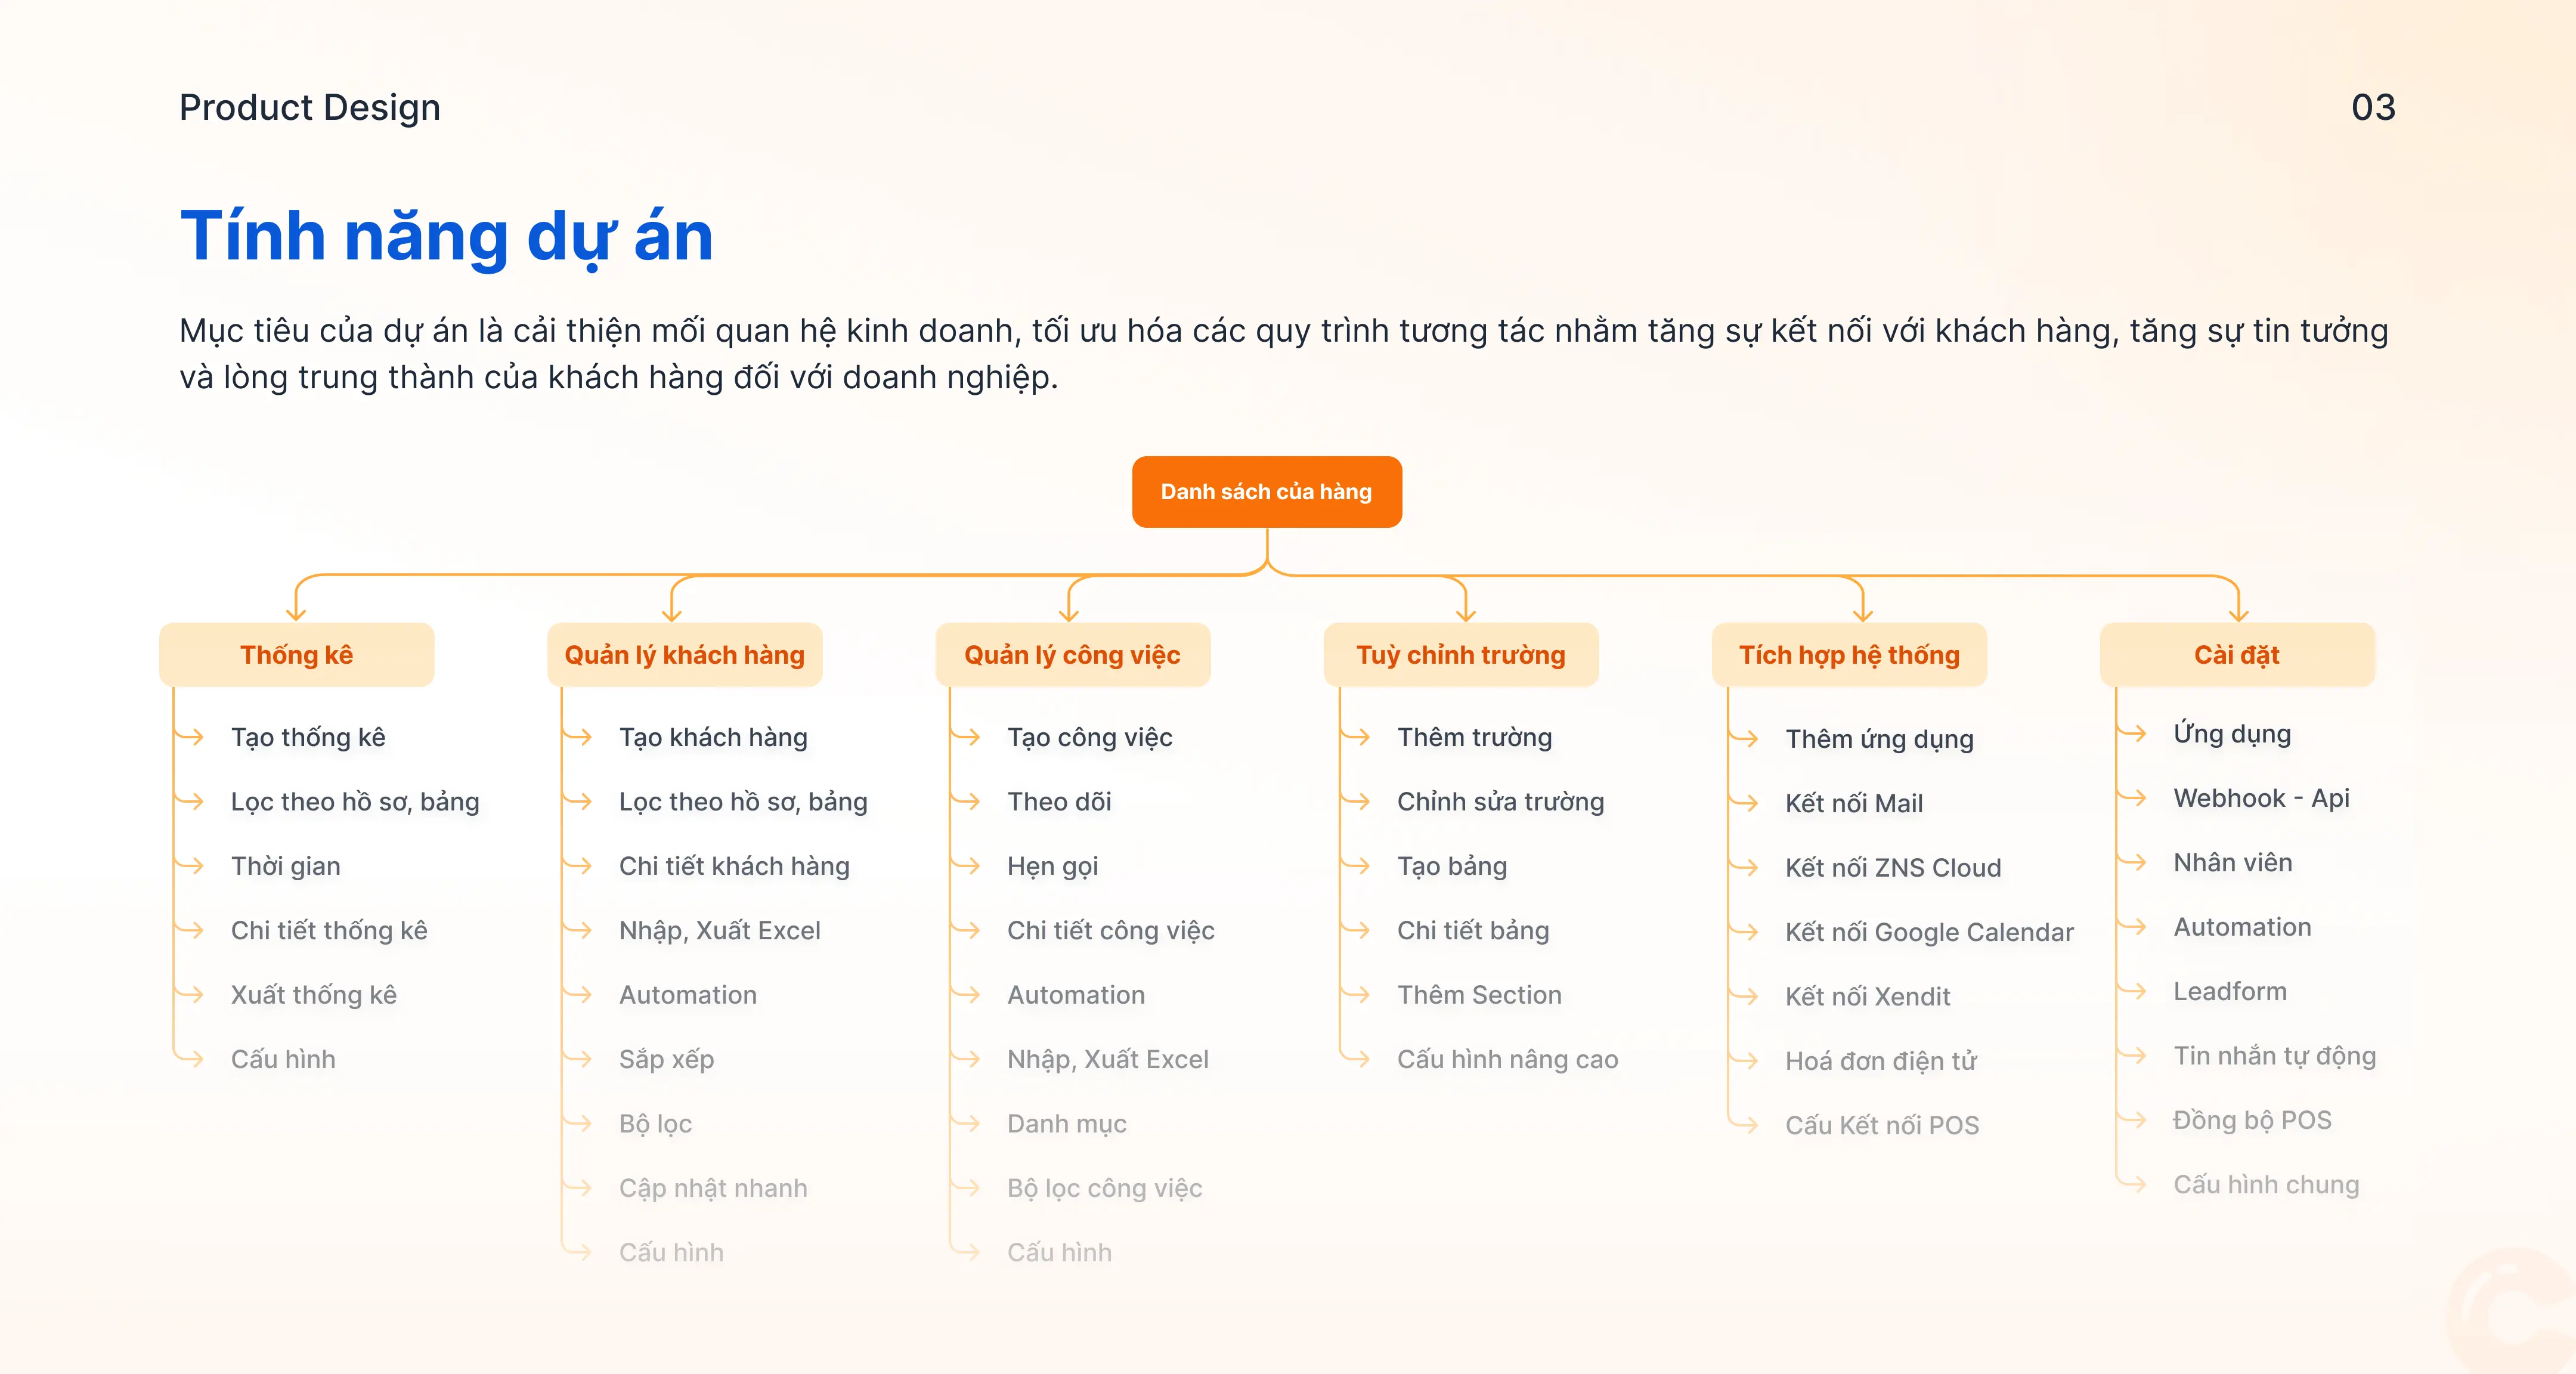 Product Design
03
Tính năng dự án
Mục tiêu của dự án là cải thiện mối quan hệ kinh doanh, tối ưu hóa các quy trình tương tác nhằm tăng sự kết nối với khách hàng, tăng sự tin tưởng
và lòng trung thành của khách hàng đối với doanh nghiệp.
Danh sách của hàng
Thống kê
Tạo thống kê
Lọc theo hồ sơ, bảng
Thời gian
Chi tiết thống kê
Xuất thống kê
Cấu hình
Quản lý khách hàng
Tạo khách hàng
Lọc theo hồ sơ, bảng
Chi tiết khách hàng
Nhập, Xuất Excel
Automation
Sắp xếp
Bộ lọc
Cập nhật nhanh
Cấu hình
Quản lý công việc
Tạo công việc
Theo dõi
Hẹn gọi
Chi tiết công việc
Automation
Nhập, Xuất Excel
Danh mục
Bộ lọc công việc
Cấu hình
Tuỳ chỉnh trường
Thêm trường
Chỉnh sửa trường
Tạo bảng
Chi tiết bảng
Thêm Section
Cấu hình nâng cao
Tích hợp hệ thống
Thêm ứng dụng
Kết nối Mail
Kết nối ZNS Cloud
Kết nối Google Calendar
Kết nối Xendit
Hoá đơn điện tử
Cấu Kết nối POS
Cài đặt
Ứng dụng
Webhook - Api
Nhân viên
Automation
Leadform
Tin nhắn tự động
Đồng bộ POS
Cấu hình chung